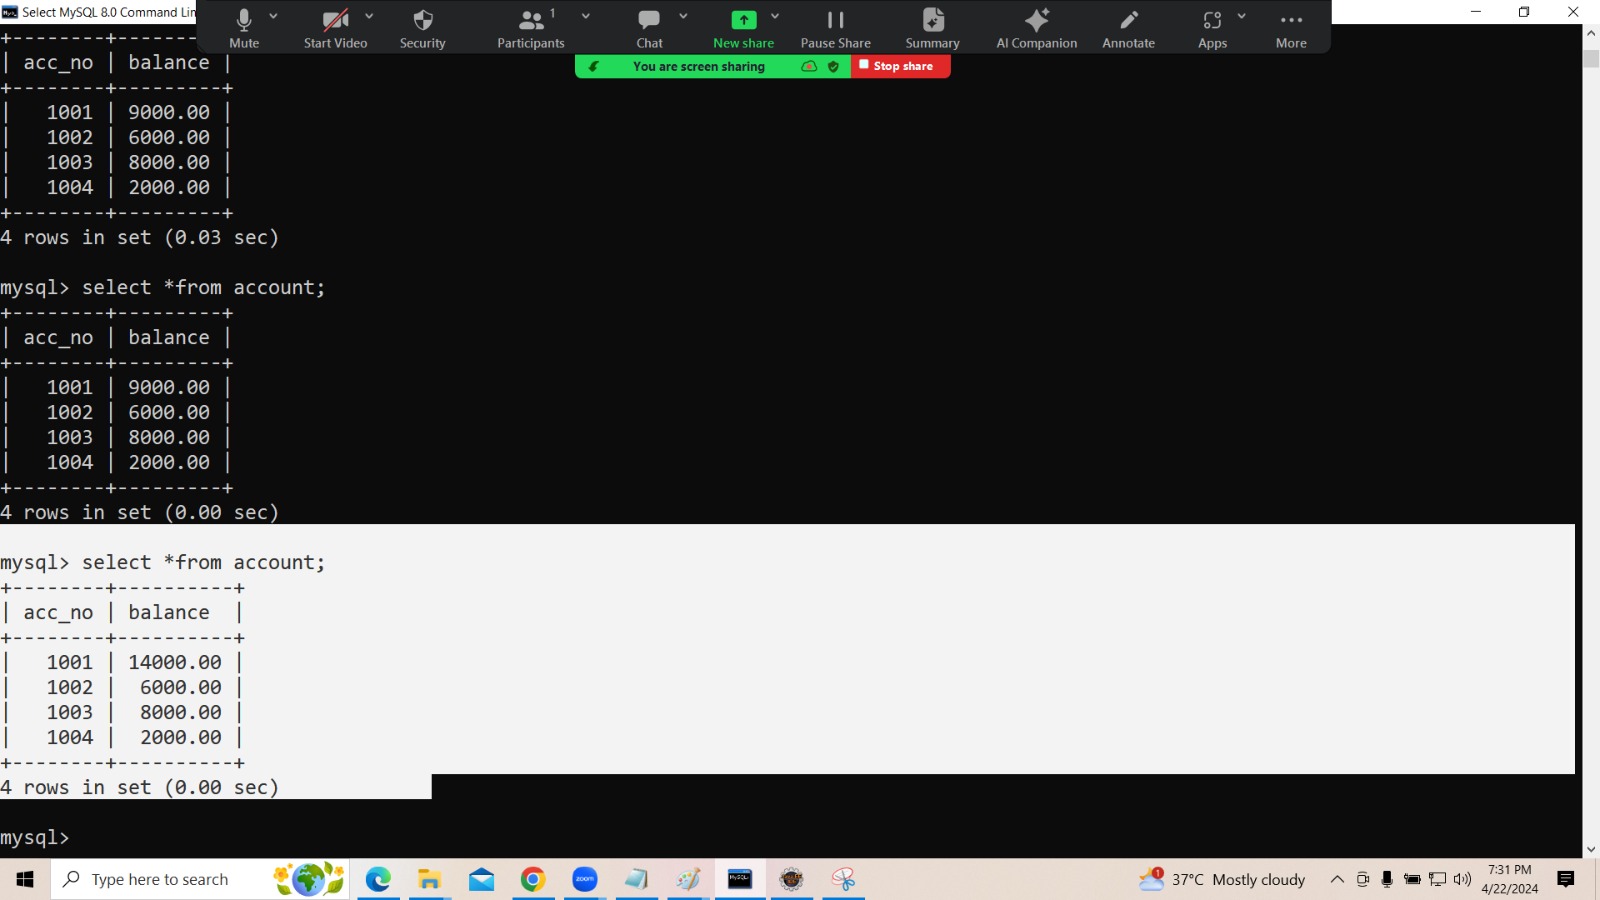 Select MySQL 8.0 Command Lin
Mute
Start Video
Security
Participants
1
Chat
New share
Pause Share
Summary
AI Companion
Annotate
Apps
More
You are screen sharing
Stop share
+--------+---------+
| acc_no | balance |
+--------+---------+
|   1001 | 9000.00 |
|   1002 | 6000.00 |
|   1003 | 8000.00 |
|   1004 | 2000.00 |
+--------+---------+
4 rows in set (0.03 sec)
mysql> select *from account;
+--------+---------+
| acc_no | balance |
+--------+---------+
|   1001 | 9000.00 |
|   1002 | 6000.00 |
|   1003 | 8000.00 |
|   1004 | 2000.00 |
+--------+---------+
4 rows in set (0.00 sec)
mysql> select *from account;
+--------+----------+
| acc_no | balance  |
+--------+----------+
|   1001 | 14000.00 |
|   1002 |  6000.00 |
|   1003 |  8000.00 |
|   1004 |  2000.00 |
+--------+----------+
4 rows in set (0.00 sec)
mysql>
Type here to search
zoom
1
37°C Mostly cloudy
7:31 PM
4/22/2024